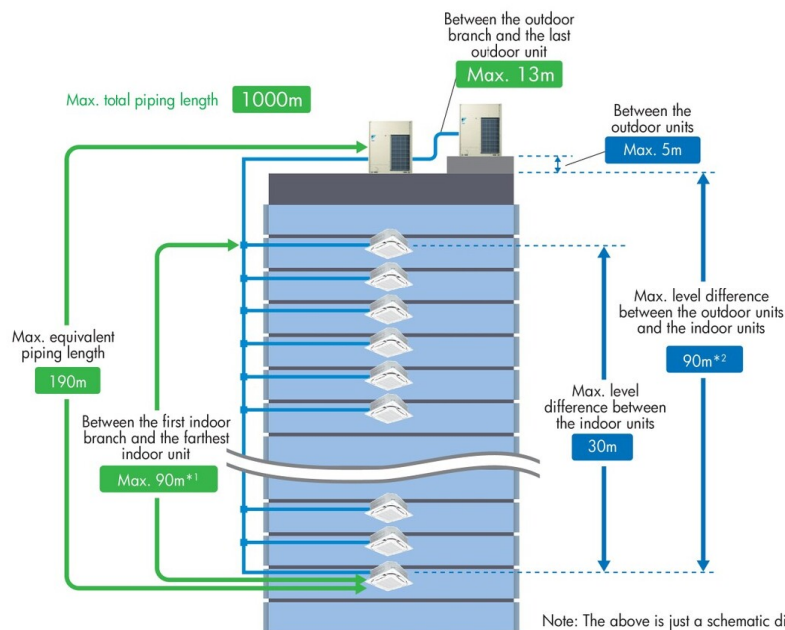 Between the outdoor
branch and the last
outdoor unit
Max. 13m
Max. total piping length 1000m
Between the
outdoor units
Max. 5m
Max. level difference
between the outdoor units
and the indoor units
90m*2
Max. equivalent
piping length
190m
Max. level
difference between
the indoor units
30m
Between the first indoor
branch and the farthest
indoor unit
Max. 90m*1
Note: The above is just a schematic di